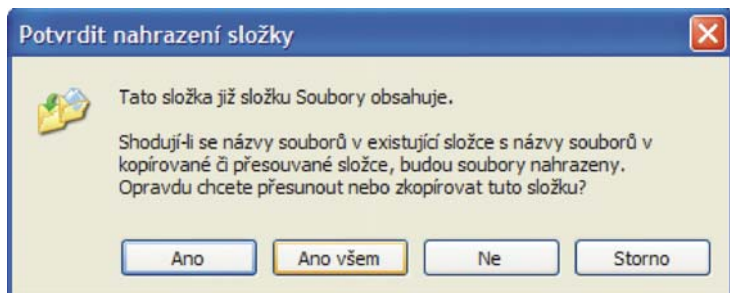 Potvrdit nahrazení složky
Tato složka již složku Soubory obsahuje.
Shodují-li se názvy souborů v existující složce s názvy souborů v
kopírované či přesouvané složce, budou soubory nahrazeny.
Opravdu chcete přesunout nebo zkopírovat tuto složku?
Ano Ano všem Ne Storno